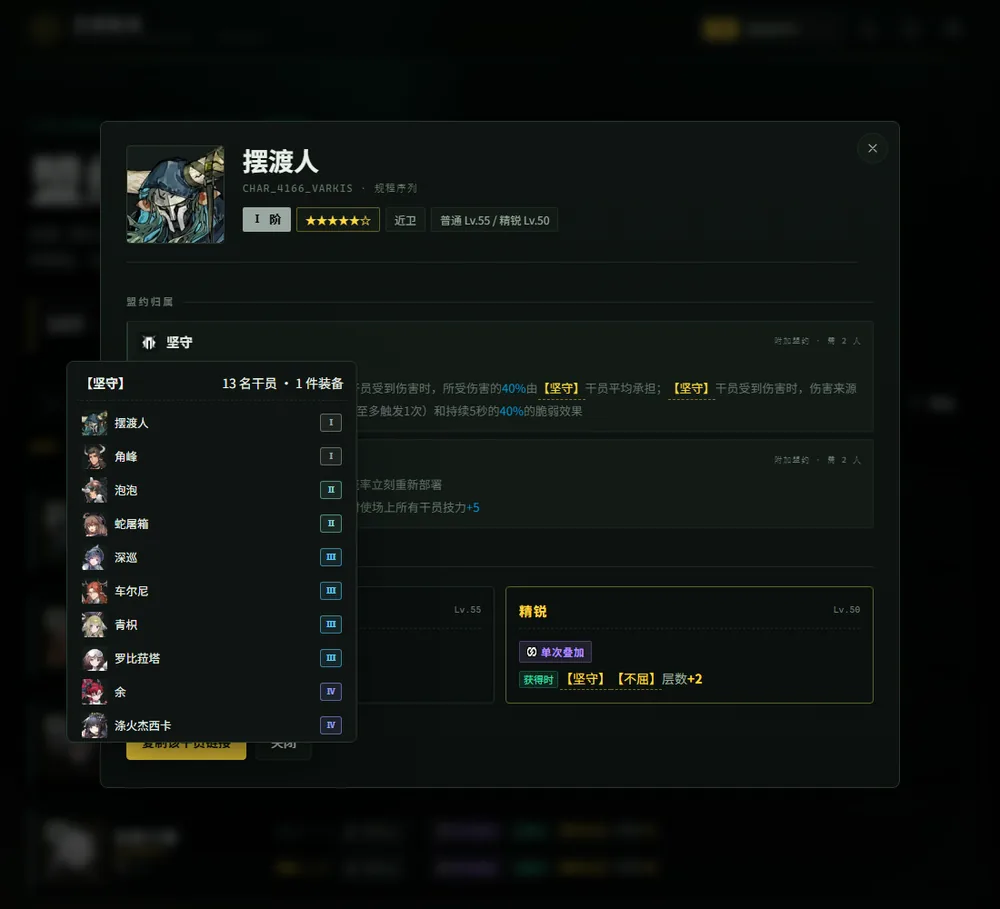 摆渡人
CHAR_4166_VARKIS · 规程序列
I 阶
★★★★★☆
近卫
普通 Lv.55 / 精锐 Lv.50
盟约归属
坚守
附加盟约 · 需 2 人
员受到伤害时，所受伤害的40%由【坚守】干员平均承担；【坚守】干员受到伤害时，伤害来源
至多触发1次）和持续5秒的40%的脆弱效果
附加盟约 · 需 2 人
率立刻重新部署
使场上所有干员技力+5
Lv.55
精锐
Lv.50
单次叠加
获得时 【坚守】【不屈】层数+2
【坚守】
13 名干员 · 1 件装备
摆渡人 I
角峰 I
泡泡 II
蛇屠箱 II
深巡 III
车尔尼 III
青枳 III
罗比菈塔 III
余 IV
涤火杰西卡 IV
复制该干员链接
关闭